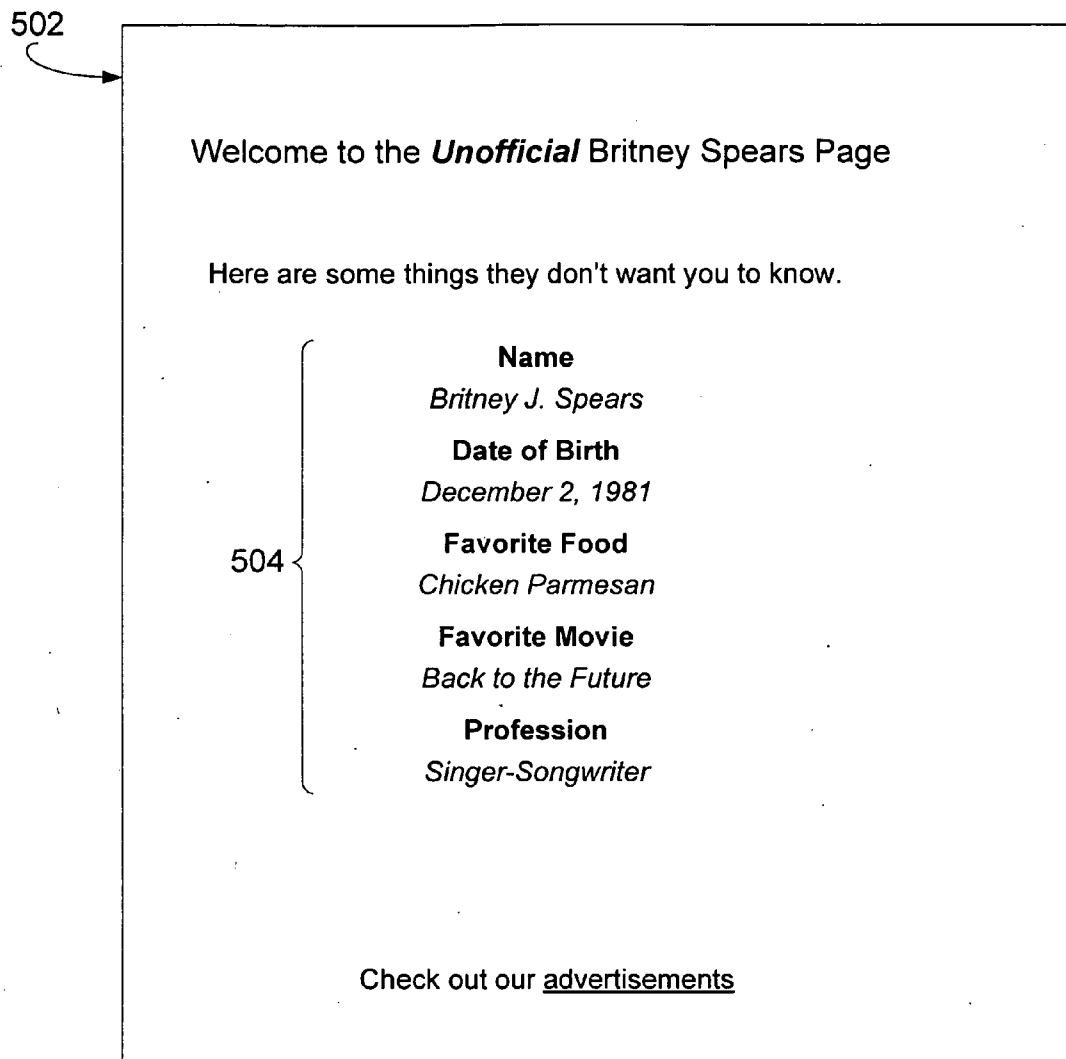 502
Welcome to the Unofficial Britney Spears Page
Here are some things they don't want you to know.
Name
Britney J. Spears
Date of Birth
December 2, 1981
Favorite Food
504
Chicken Parmesan
Favorite Movie
Back to the Future
Profession
Singer-Songwriter
Check out our advertisements